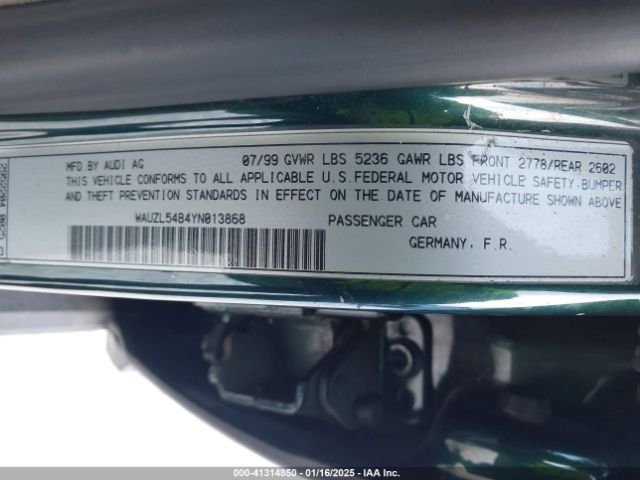 MFD BY AUDI AG 07/99 GVWR LBS 5236 GAWR LBS FRONT 2778/REAR 2602
THIS VEHICLE CONFORMS TO ALL APPLICABLE U.S.FEDERAL MOTOR VEHICLE SAFETY,BUMPER
AND THEFT PREVENTION STANDARDS IN EFFECT ON THE DATE OF MANUFACTURE SHOWN ABOVE
WAUZL54B4YN013868 PASSENGER CAR
GERMANY, F.R.
000-41314850 - 01/16/2025 - IAA Inc.